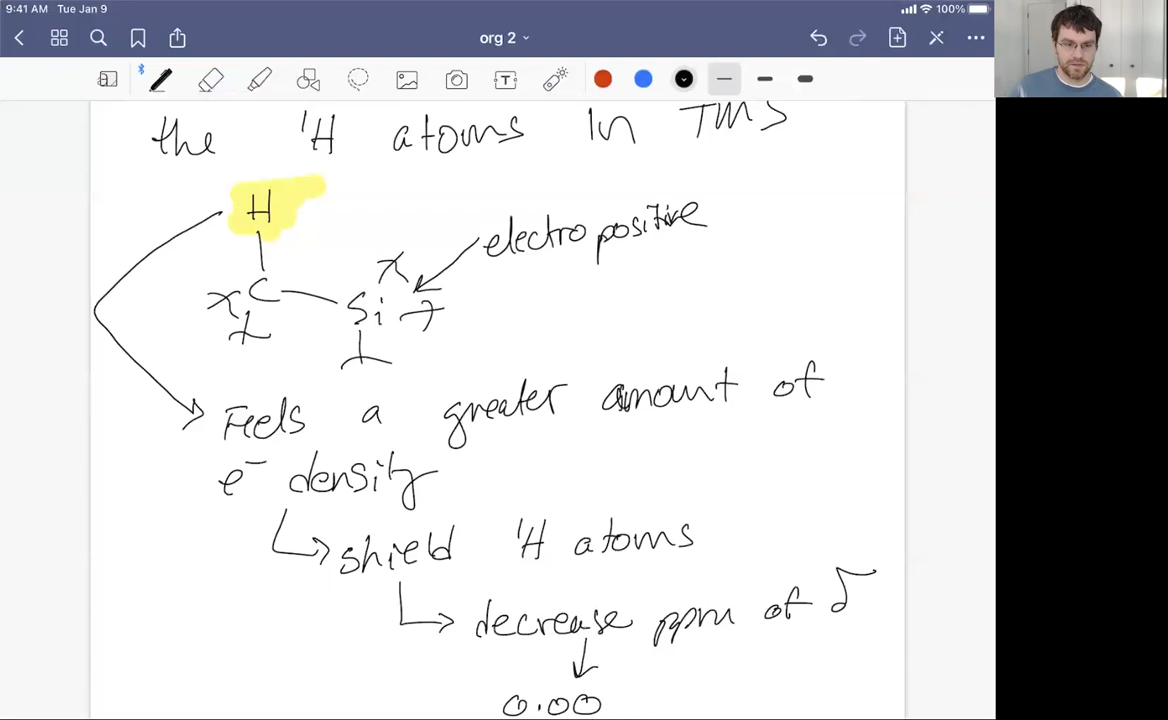 9:41 AM Tue Jan 9
100%
org 2
T
the ¹H atoms in TMS
H
electropositive
C
Si
Feels a greater amount of
e⁻ density
shield ¹H atoms
decrease ppm of δ
0.00